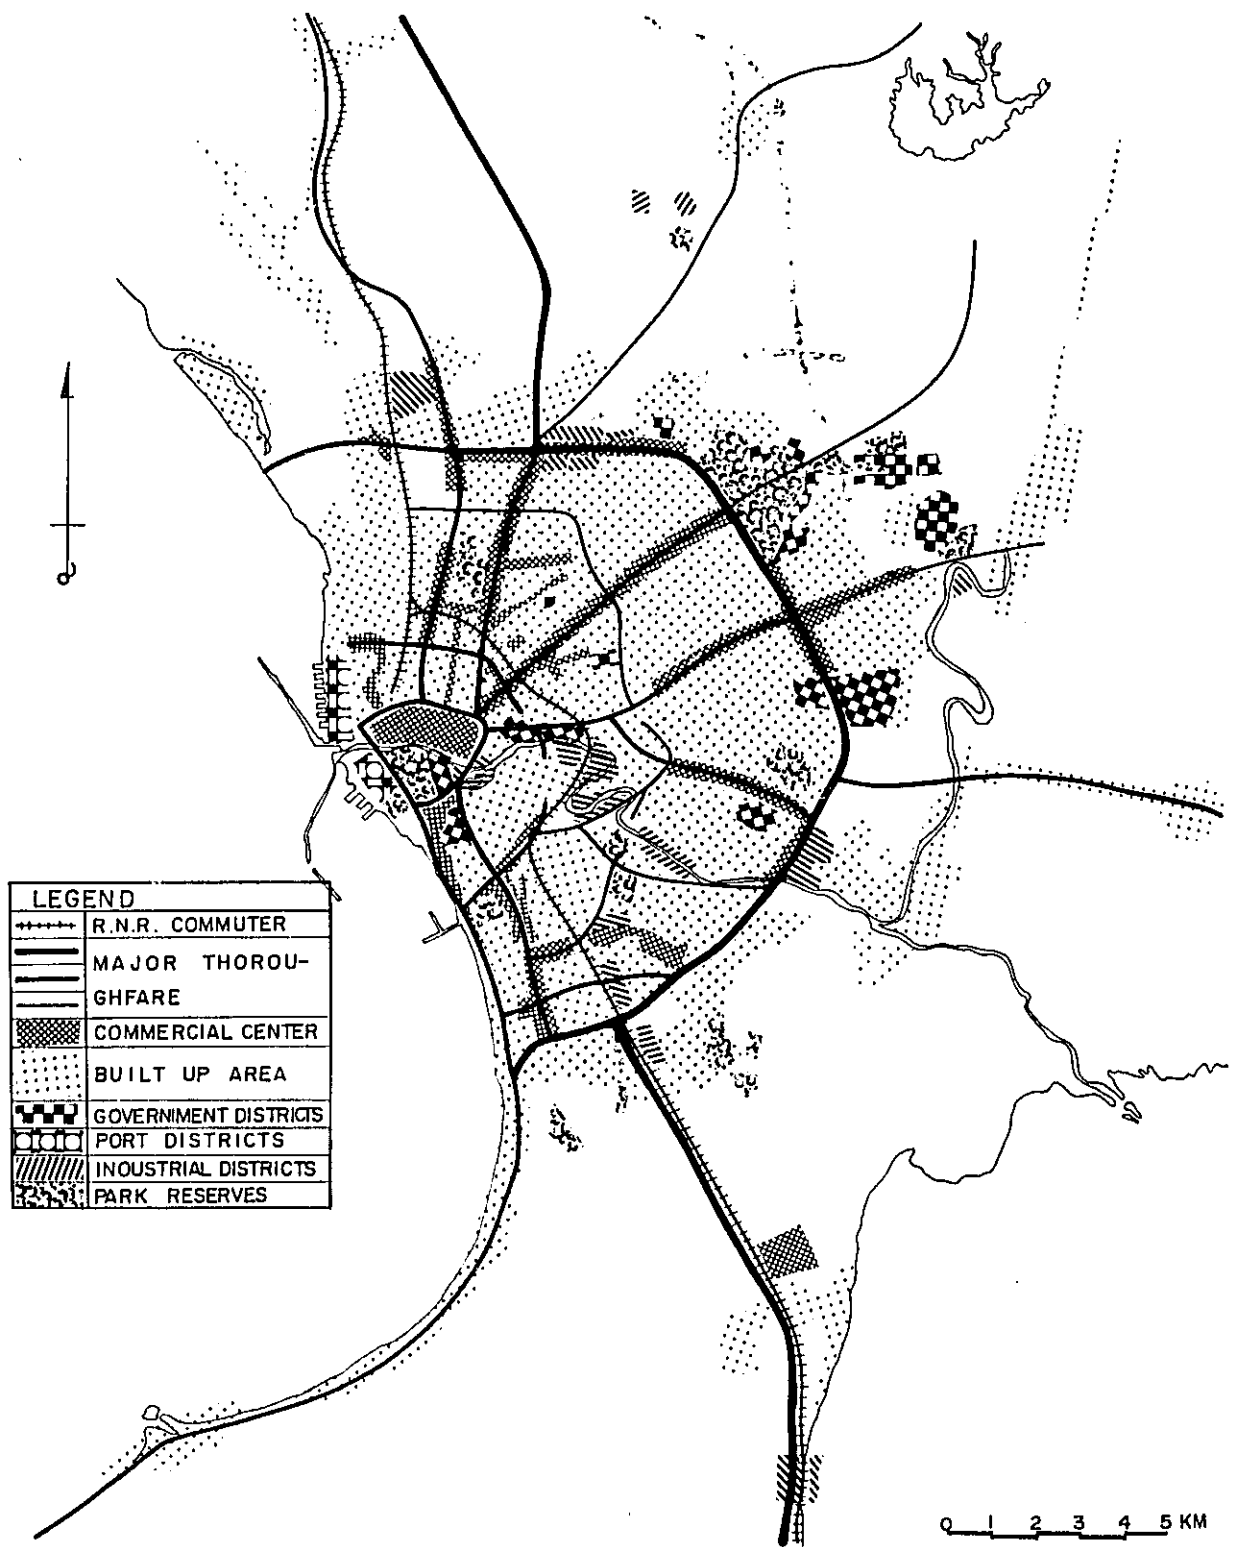 LEGEND
R.N.R. COMMUTER
MAJOR THOROU-
GHFARE
COMMERCIAL CENTER
BUILT UP AREA
GOVERNIMENT DISTRICTS
PORT DISTRICTS
INOUSTRIAL DISTRICTS
PARK RESERVES
0 1 2 3 4 5 KM